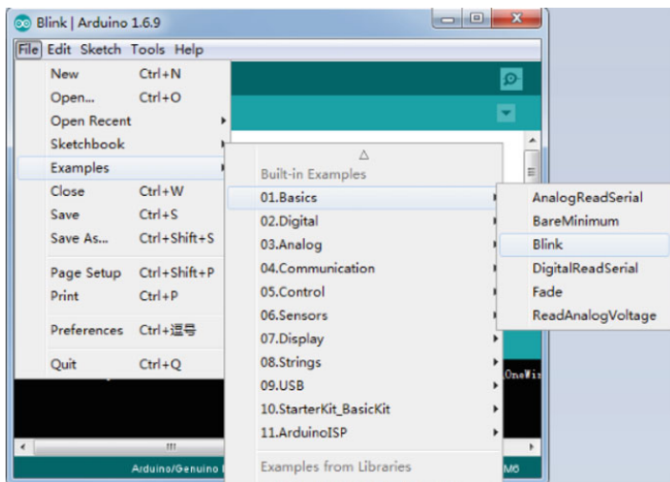 Blink | Arduino 1.6.9
File Edit Sketch Tools Help
New Ctrl+N
Open... Ctrl+O
Open Recent
Sketchbook
Examples
Close Ctrl+W
Save Ctrl+S
Save As... Ctrl+Shift+S
Page Setup Ctrl+Shift+P
Print Ctrl+P
Preferences Ctrl+逗号
Quit Ctrl+Q
Built-in Examples
01.Basics
02.Digital
03.Analog
04.Communication
05.Control
06.Sensors
07.Display
08.Strings
09.USB
10.StarterKit_BasicKit
11.ArduinoISP
Examples from Libraries
AnalogReadSerial
BareMinimum
Blink
DigitalReadSerial
Fade
ReadAnalogVoltage
Arduino/Genuino